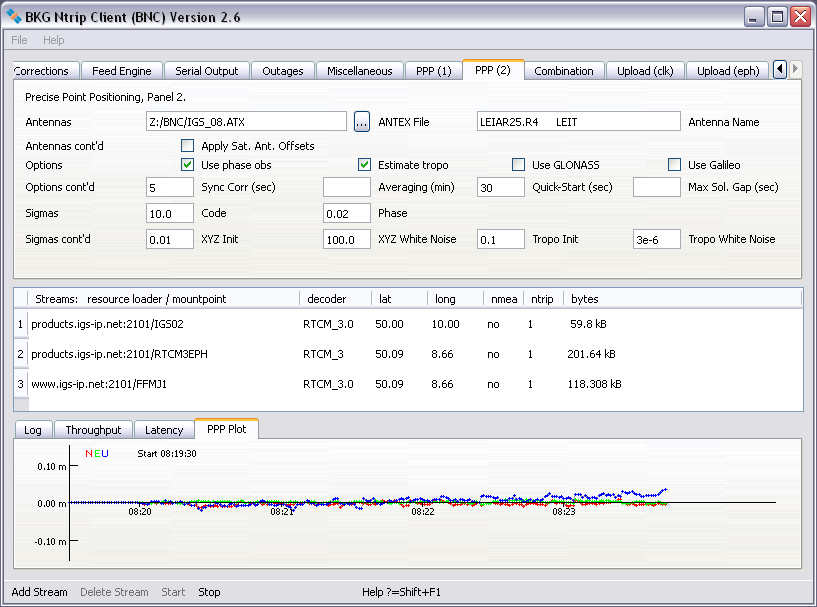 BKG Ntrip Client (BNC) Version 2.6
File Help
Corrections Feed Engine Serial Output Outages Miscellaneous PPP (1) PPP (2) Combination Upload (clk) Upload (eph)
Precise Point Positioning, Panel 2.
Antennas Z:/BNC/IGS_08.ATX ... ANTEX File LEIAR25.R4 LEIT Antenna Name
Antennas cont'd Apply Sat. Ant. Offsets
Options Use phase obs Estimate tropo Use GLONASS Use Galileo
Options cont'd 5 Sync Corr (sec) Averaging (min) 30 Quick-Start (sec) Max Sol. Gap (sec)
Sigmas 10.0 Code 0.02 Phase
Sigmas cont'd 0.01 XYZ Init 100.0 XYZ White Noise 0.1 Tropo Init 3e-6 Tropo White Noise
Streams: resource loader / mountpoint decoder lat long nmea ntrip bytes
1 products.igs-ip.net:2101/IGS02 RTCM_3.0 50.00 10.00 no 1 59.8 kB
2 products.igs-ip.net:2101/RTCM3EPH RTCM_3 50.09 8.66 no 1 201.64 kB
3 www.igs-ip.net:2101/FFMJ1 RTCM_3.0 50.09 8.66 no 1 118.308 kB
Log Throughput Latency PPP Plot
NEU Start 08:19:30
0.10 m
0.00 m
08:20 08:21 08:22 08:23
-0.10 m
Add Stream Delete Stream Start Stop Help ?=Shift+F1